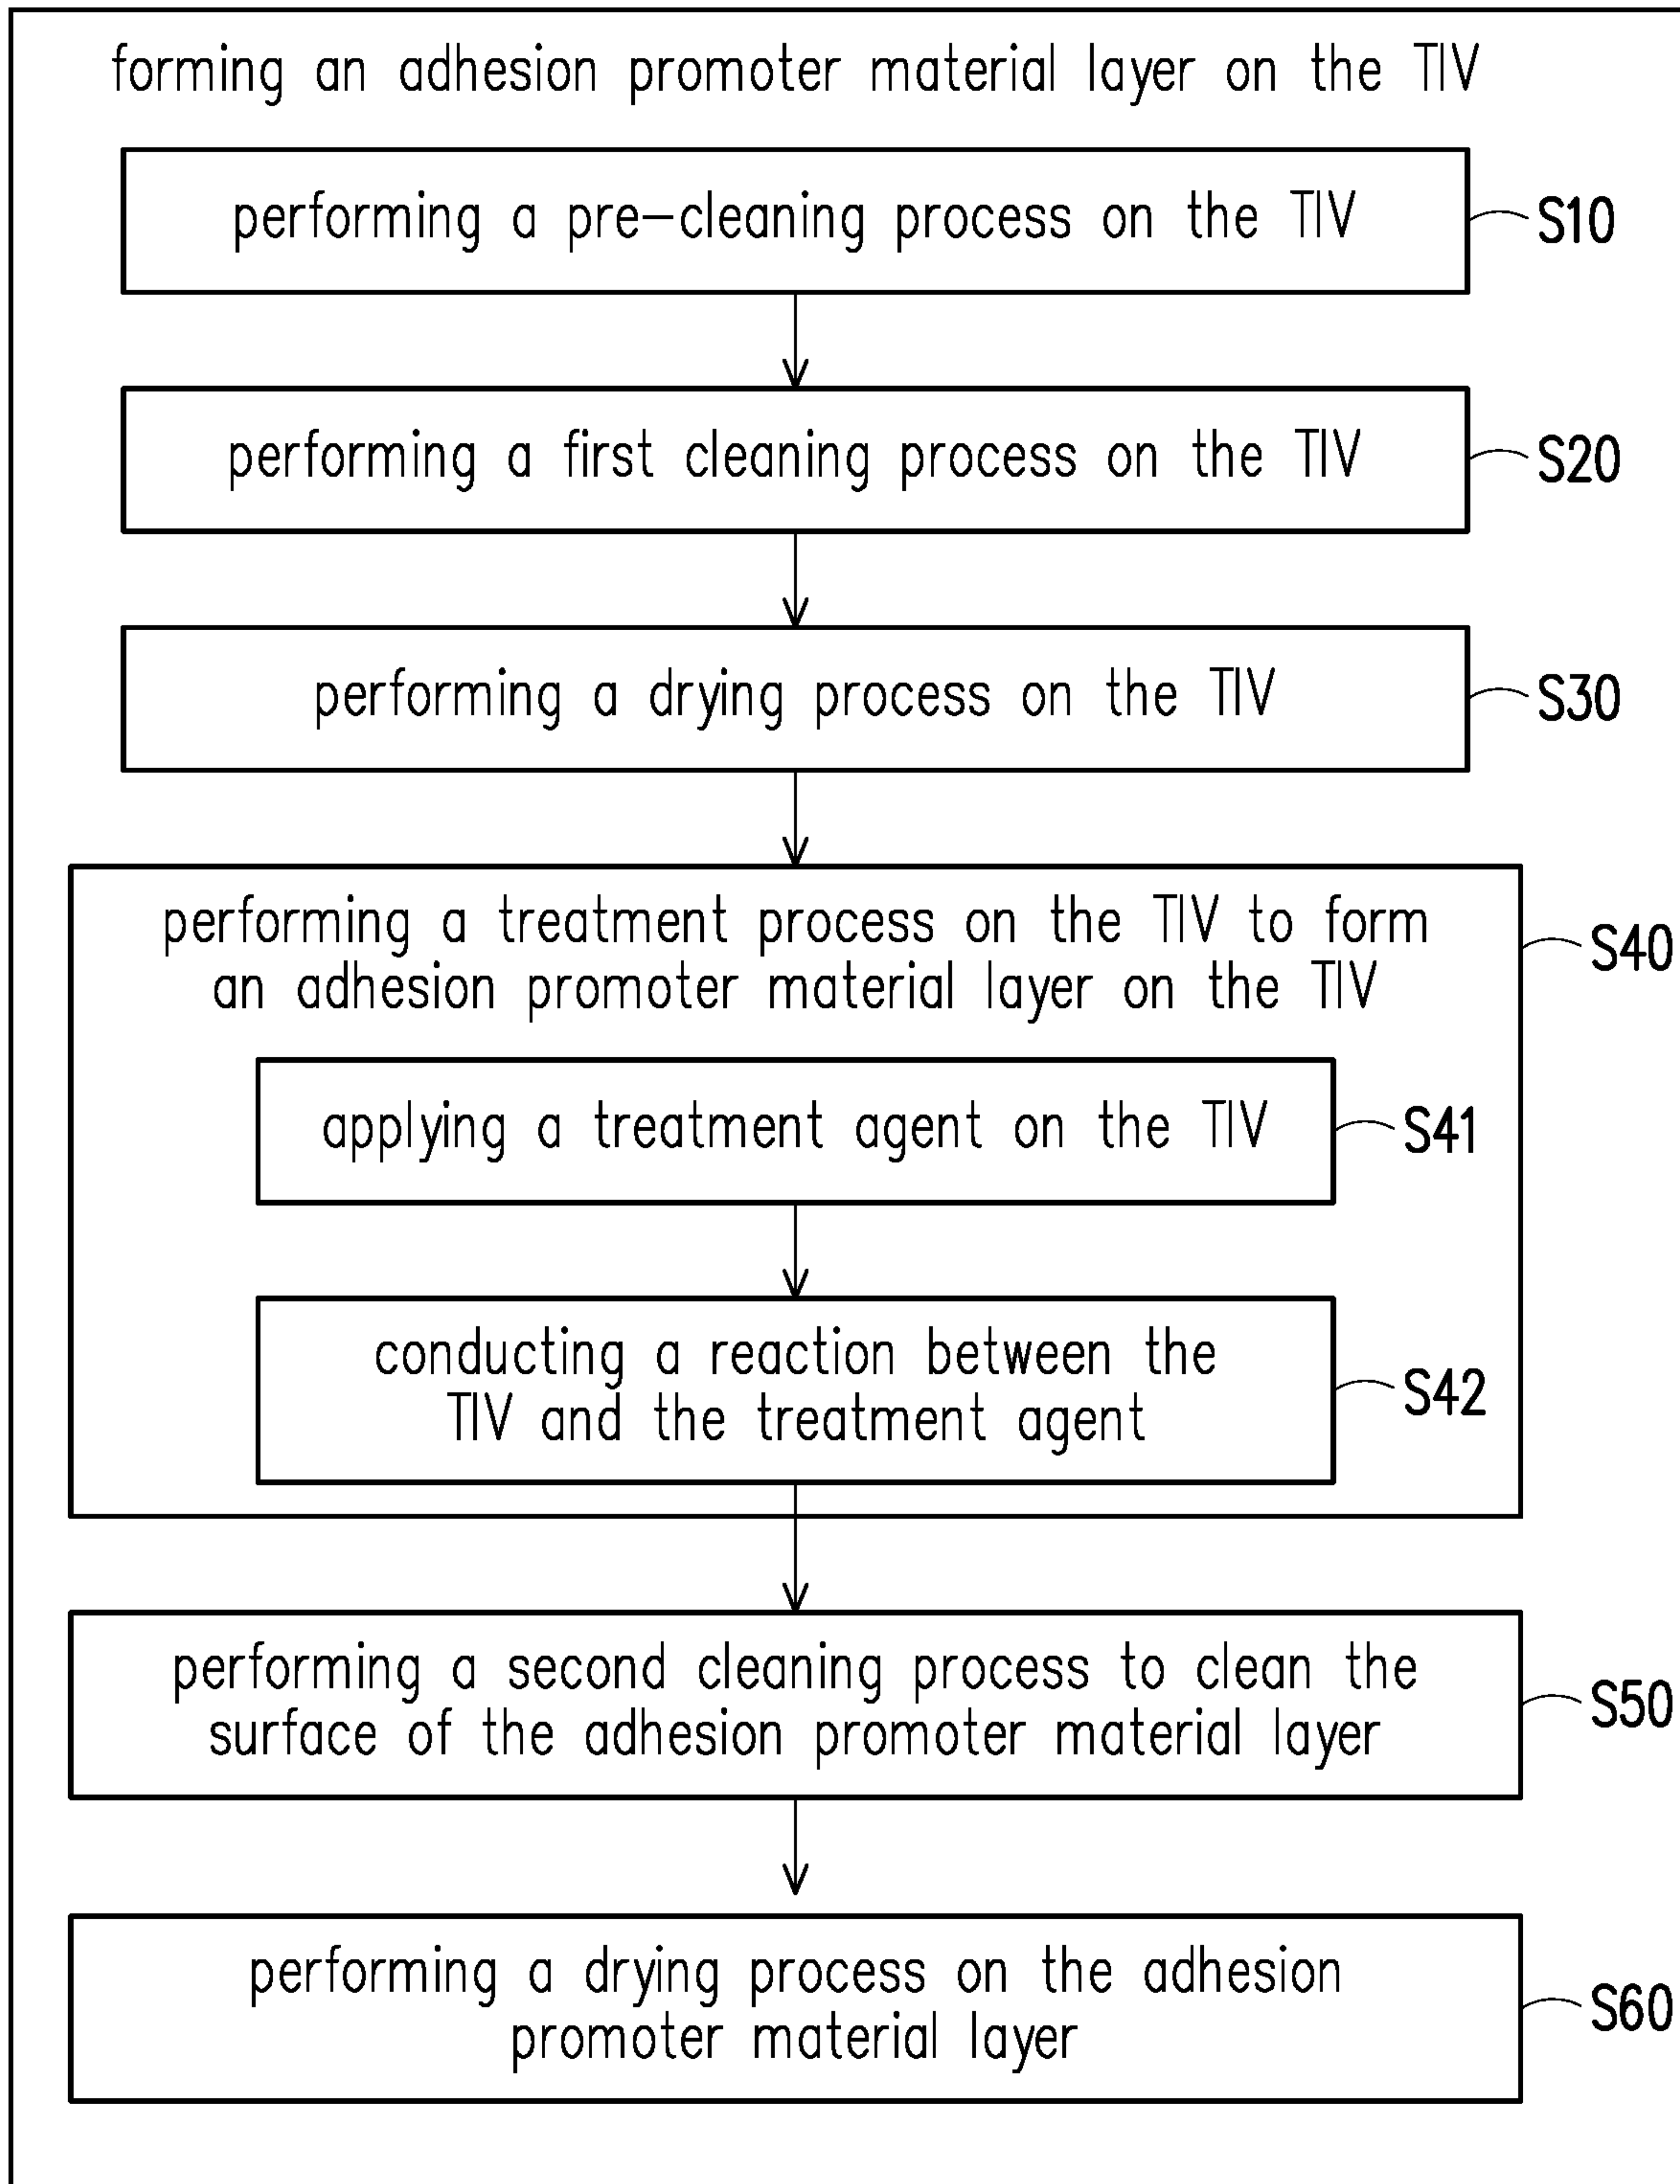 forming an adhesion promoter material layer on the TIV
performing a pre-cleaning process on the TIV
S10
performing a first cleaning process on the TIV
S20
performing a drying process on the TIV
S30
performing a treatment process on the TIV to form
an adhesion promoter material layer on the TIV
S40
applying a treatment agent on the TIV
S41
conducting a reaction between the
TIV and the treatment agent
S42
performing a second cleaning process to clean the
surface of the adhesion promoter material layer
S50
performing a drying process on the adhesion
promoter material layer
S60